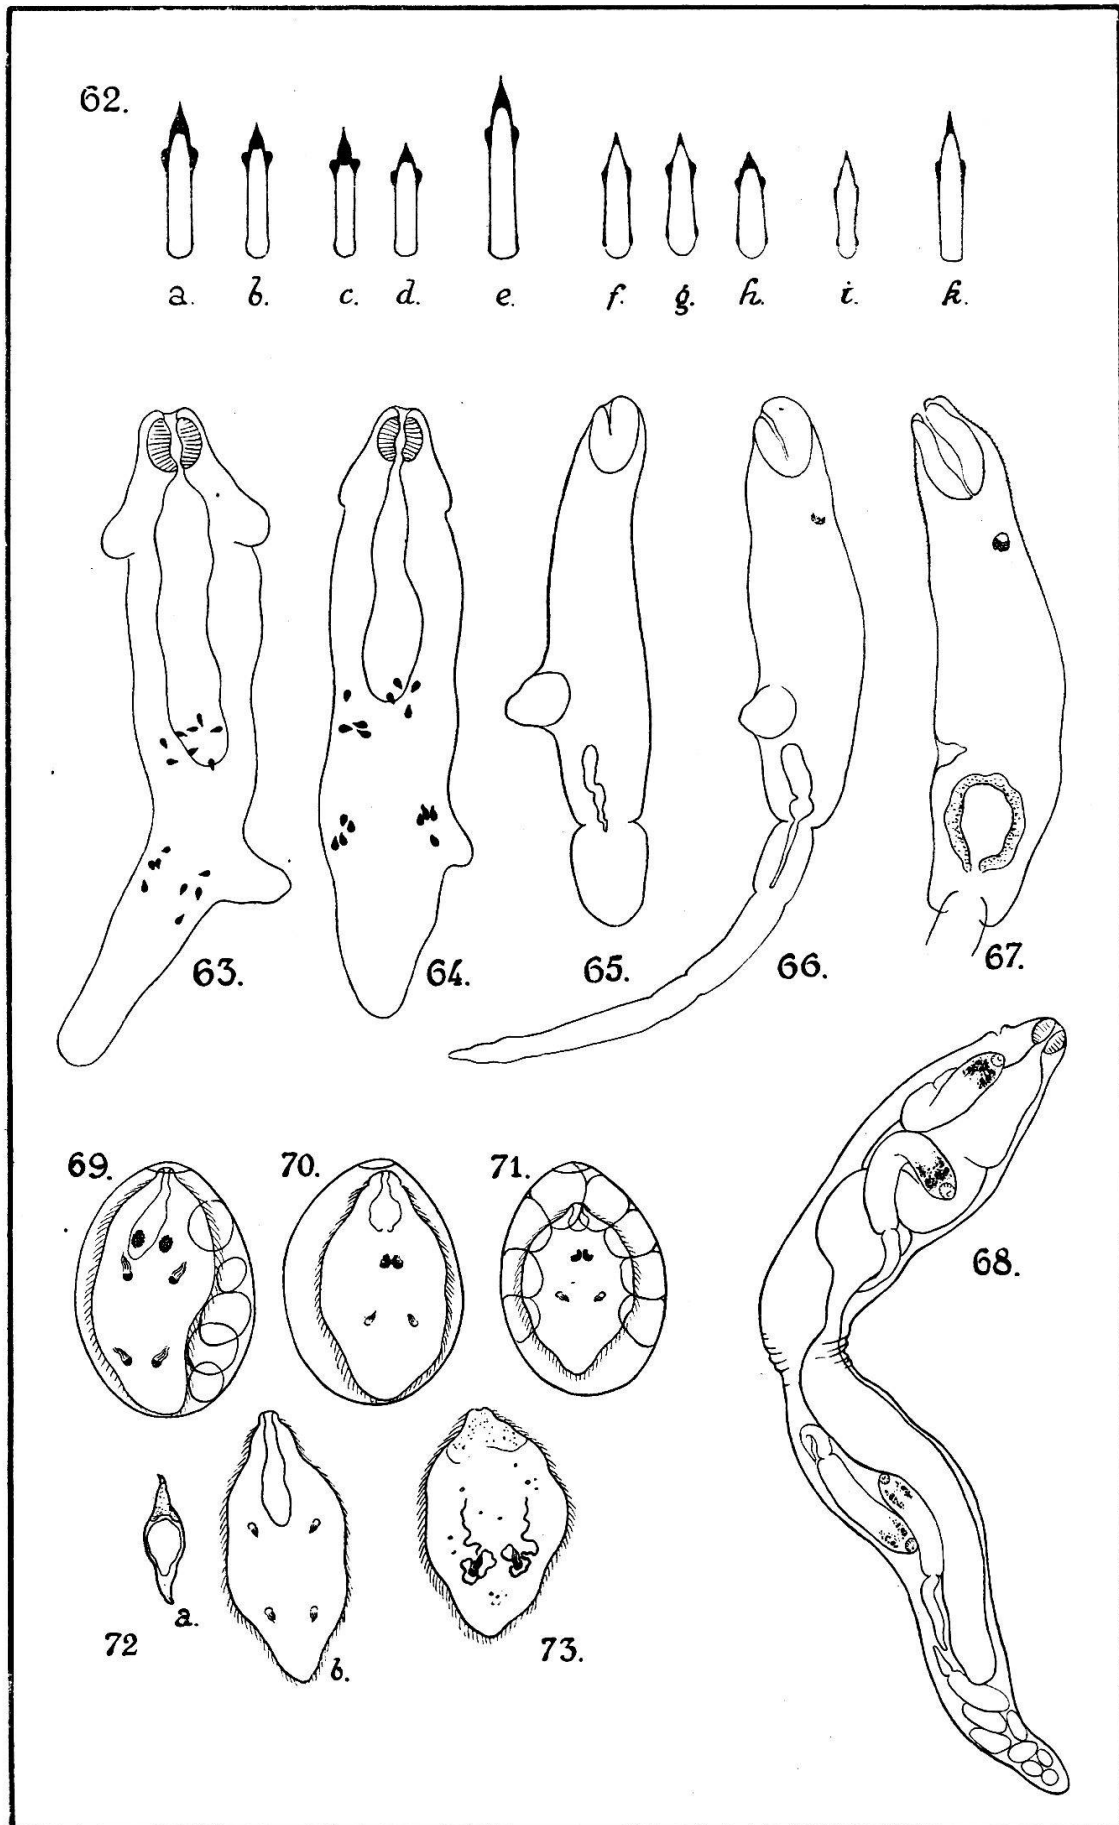 62.
a. b. c. d. e. f. g. h. i. k.
63. 64. 65. 66. 67.
68.
69. 70. 71.
72 a. b. 73.